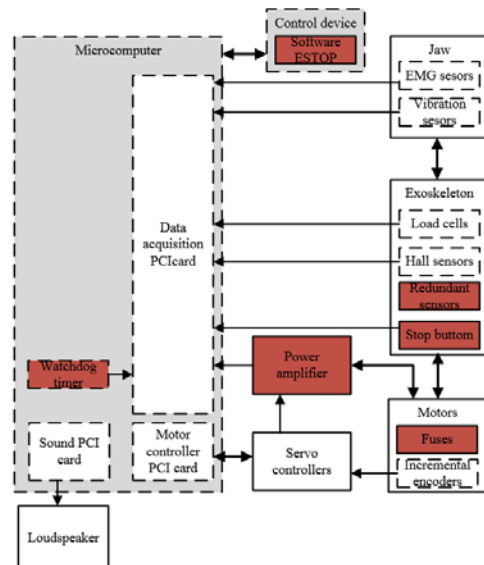 Control device
Software
ESTOP
Microcomputer
Jaw
EMG sesors
Vibration
sesors
Exoskeleton
Data
acquisition
PCIcard
Load cells
Hall sensors
Redundant
sensors
Stop buttom
Watchdog
timer
Power
amplifier
Motors
Fuses
Sound PCI
card
Motor
controller
PCI card
Servo
controllers
Incremental
encoders
Loudspeaker